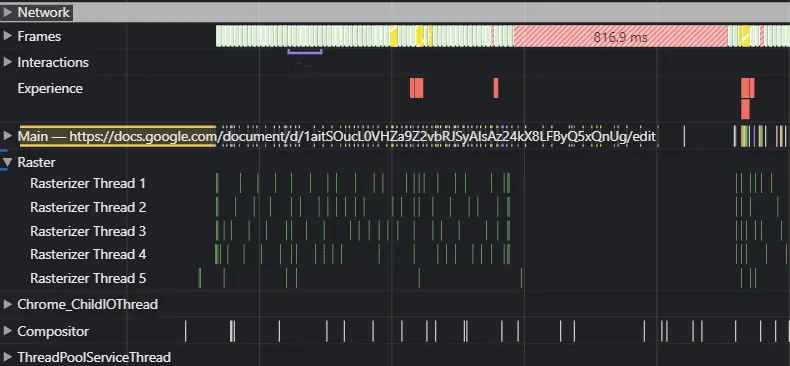 Network
Frames
816.9 ms
Interactions
Experience
Main — https://docs.google.com/document/d/1aitSOucL0VHZa9Z2vbRJSyAlsAz24kX8LFByQ5xQnUg/edit
Raster
Rasterizer Thread 1
Rasterizer Thread 2
Rasterizer Thread 3
Rasterizer Thread 4
Rasterizer Thread 5
Chrome_ChildIOThread
Compositor
ThreadPoolServiceThread